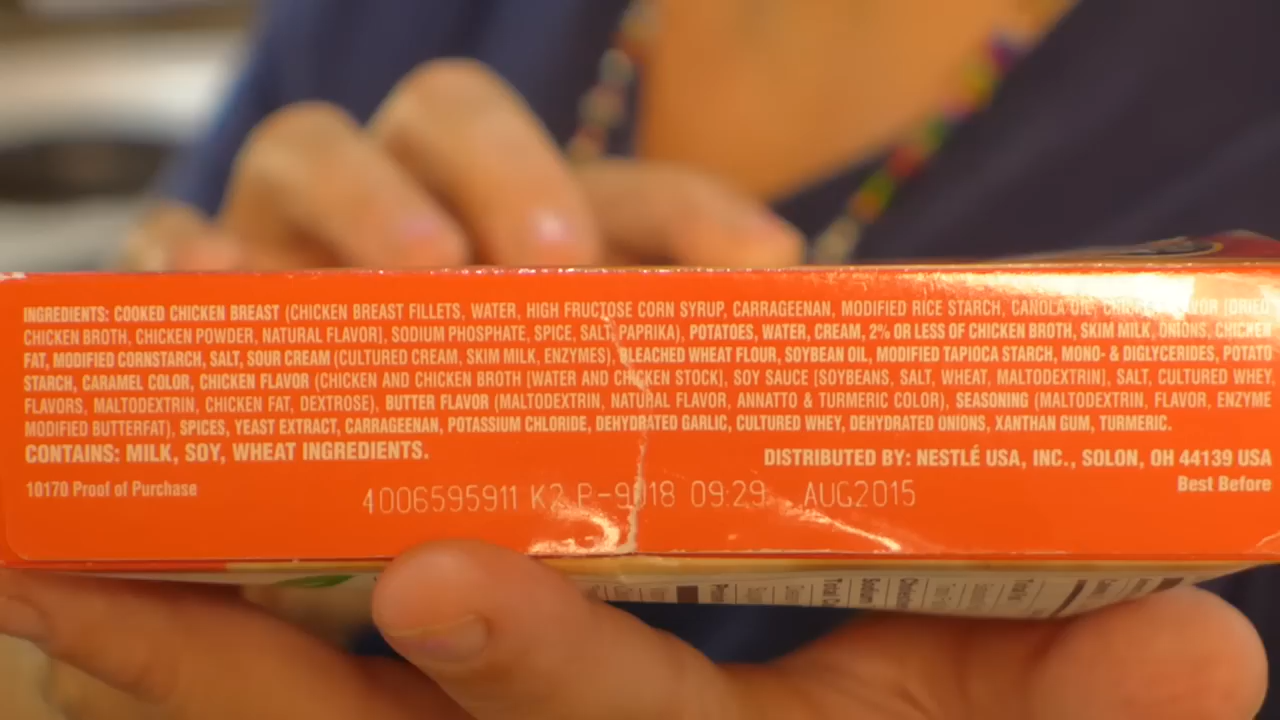 INGREDIENTS: COOKED CHICKEN BREAST (CHICKEN BREAST FILLETS, WATER, HIGH FRUCTOSE CORN SYRUP, CARRAGEENAN, MODIFIED RICE STARCH, CANOLA OIL, [DRIED
CHICKEN BROTH, CHICKEN POWDER, NATURAL FLAVOR], SODIUM PHOSPHATE, SPICE, SALT, PAPRIKA), POTATOES, WATER, CREAM, 2% OR LESS OF CHICKEN BROTH, SKIM MILK, ONIONS, CHICKEN
FAT, MODIFIED CORNSTARCH, SALT, SOUR CREAM (CULTURED CREAM, SKIM MILK, ENZYMES), BLEACHED WHEAT FLOUR, SOYBEAN OIL, MODIFIED TAPIOCA STARCH, MONO- & DIGLYCERIDES, POTATO
STARCH, CARAMEL COLOR, CHICKEN FLAVOR (CHICKEN AND CHICKEN BROTH [WATER AND CHICKEN STOCK], SOY SAUCE [SOYBEANS, SALT, WHEAT, MALTODEXTRIN], SALT, CULTURED WHEY,
FLAVORS, MALTODEXTRIN, CHICKEN FAT, DEXTROSE), BUTTER FLAVOR (MALTODEXTRIN, NATURAL FLAVOR, ANNATTO & TURMERIC COLOR), SEASONING (MALTODEXTRIN, FLAVOR, ENZYME
MODIFIED BUTTERFAT), SPICES, YEAST EXTRACT, CARRAGEENAN, POTASSIUM CHLORIDE, DEHYDRATED GARLIC, CULTURED WHEY, DEHYDRATED ONIONS, XANTHAN GUM, TURMERIC.
CONTAINS: MILK, SOY, WHEAT INGREDIENTS.
DISTRIBUTED BY: NESTLÉ USA, INC., SOLON, OH 44139 USA
10170 Proof of Purchase
Best Before
4006595911 K2 P-9018 09:29 AUG2015